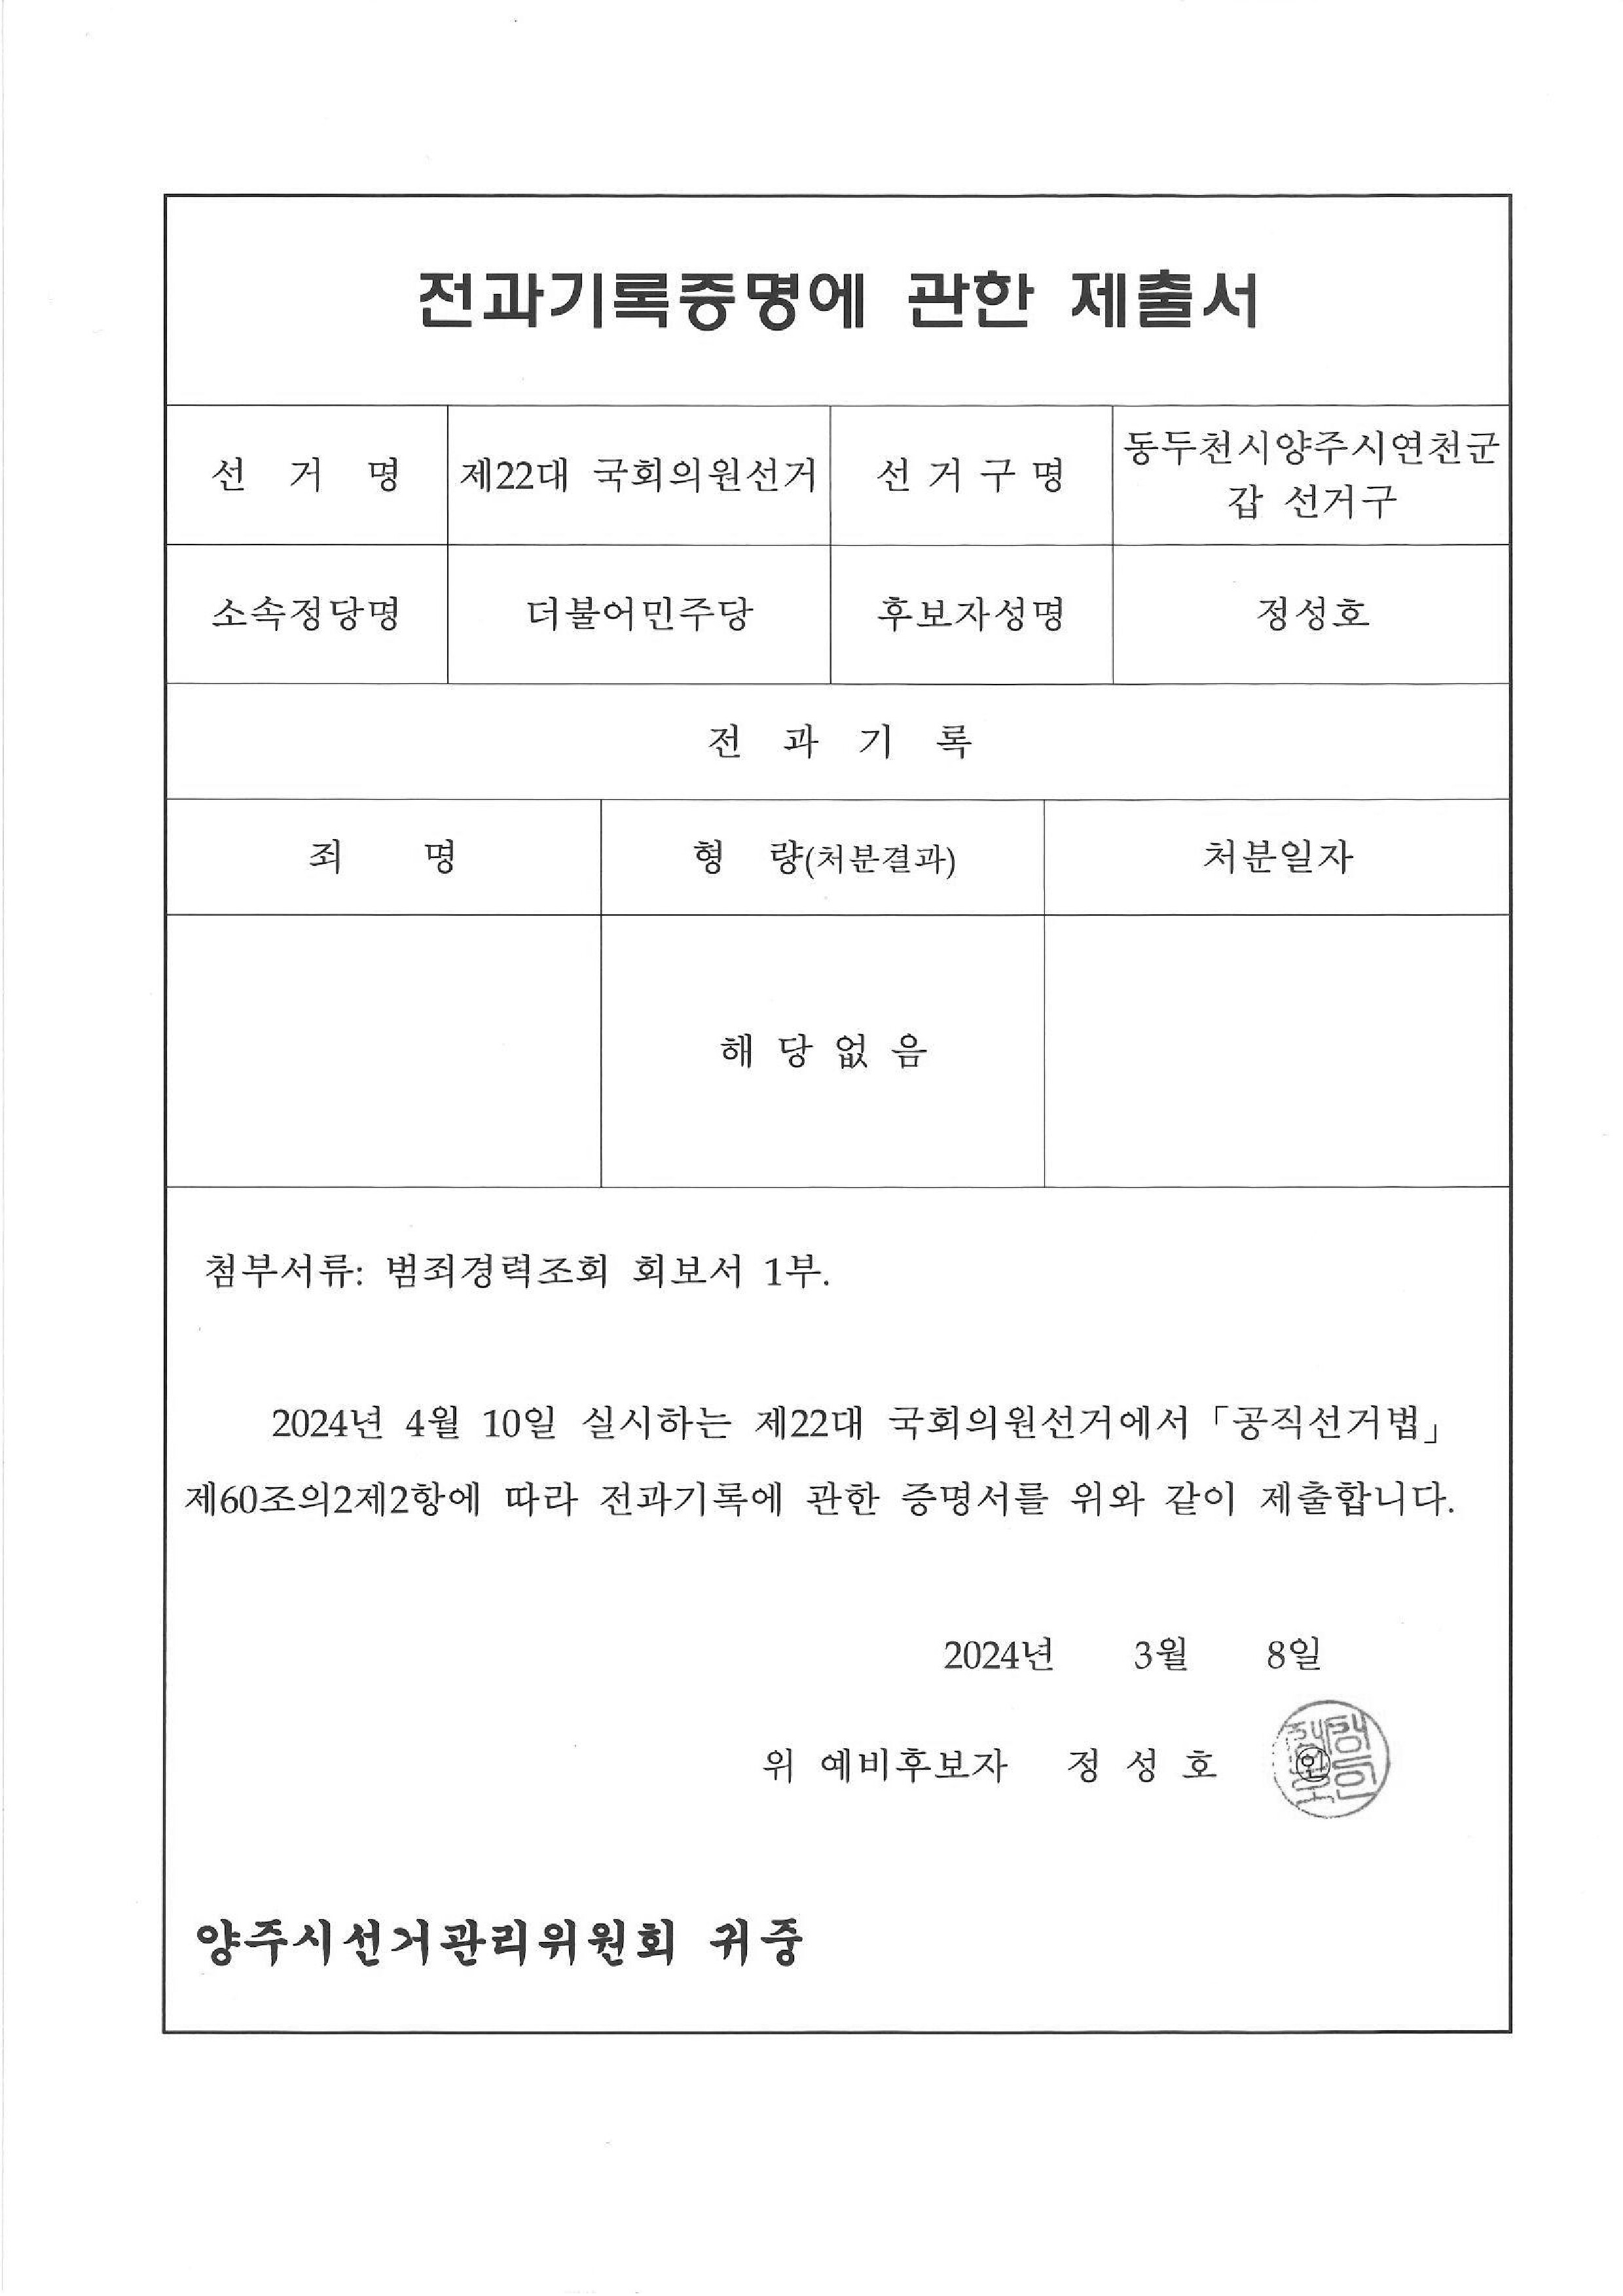 전과기록증명에 관한 제출서
선 거 명 제22대 국회의원선거 선 거 구 명 동두천시양주시연천군
갑 선거구
소속정당명 더불어민주당 후보자성명 정성호
전 과 기 록
죄 명 형 량(처분결과) 처분일자
해 당 없 음
첨부서류: 범죄경력조회 회보서 1부.
2024년 4월 10일 실시하는 제22대 국회의원선거에서 「공직선거법」
제60조의2제2항에 따라 전과기록에 관한 증명서를 위와 같이 제출합니다.
2024년 3월 8일
위 예비후보자 정 성 호 ㊞
양주시선거관리위원회 귀중